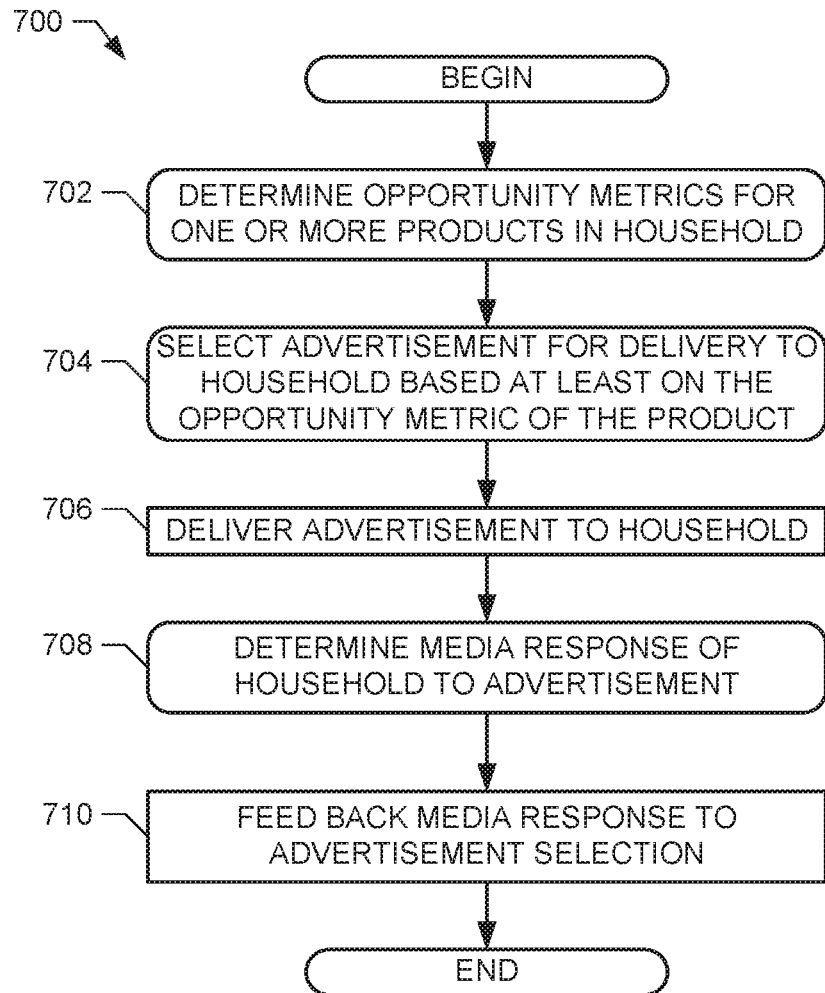 700
BEGIN
702
DETERMINE OPPORTUNITY METRICS FOR
ONE OR MORE PRODUCTS IN HOUSEHOLD
704
SELECT ADVERTISEMENT FOR DELIVERY TO
HOUSEHOLD BASED AT LEAST ON THE
OPPORTUNITY METRIC OF THE PRODUCT
706
DELIVER ADVERTISEMENT TO HOUSEHOLD
708
DETERMINE MEDIA RESPONSE OF
HOUSEHOLD TO ADVERTISEMENT
710
FEED BACK MEDIA RESPONSE TO
ADVERTISEMENT SELECTION
END